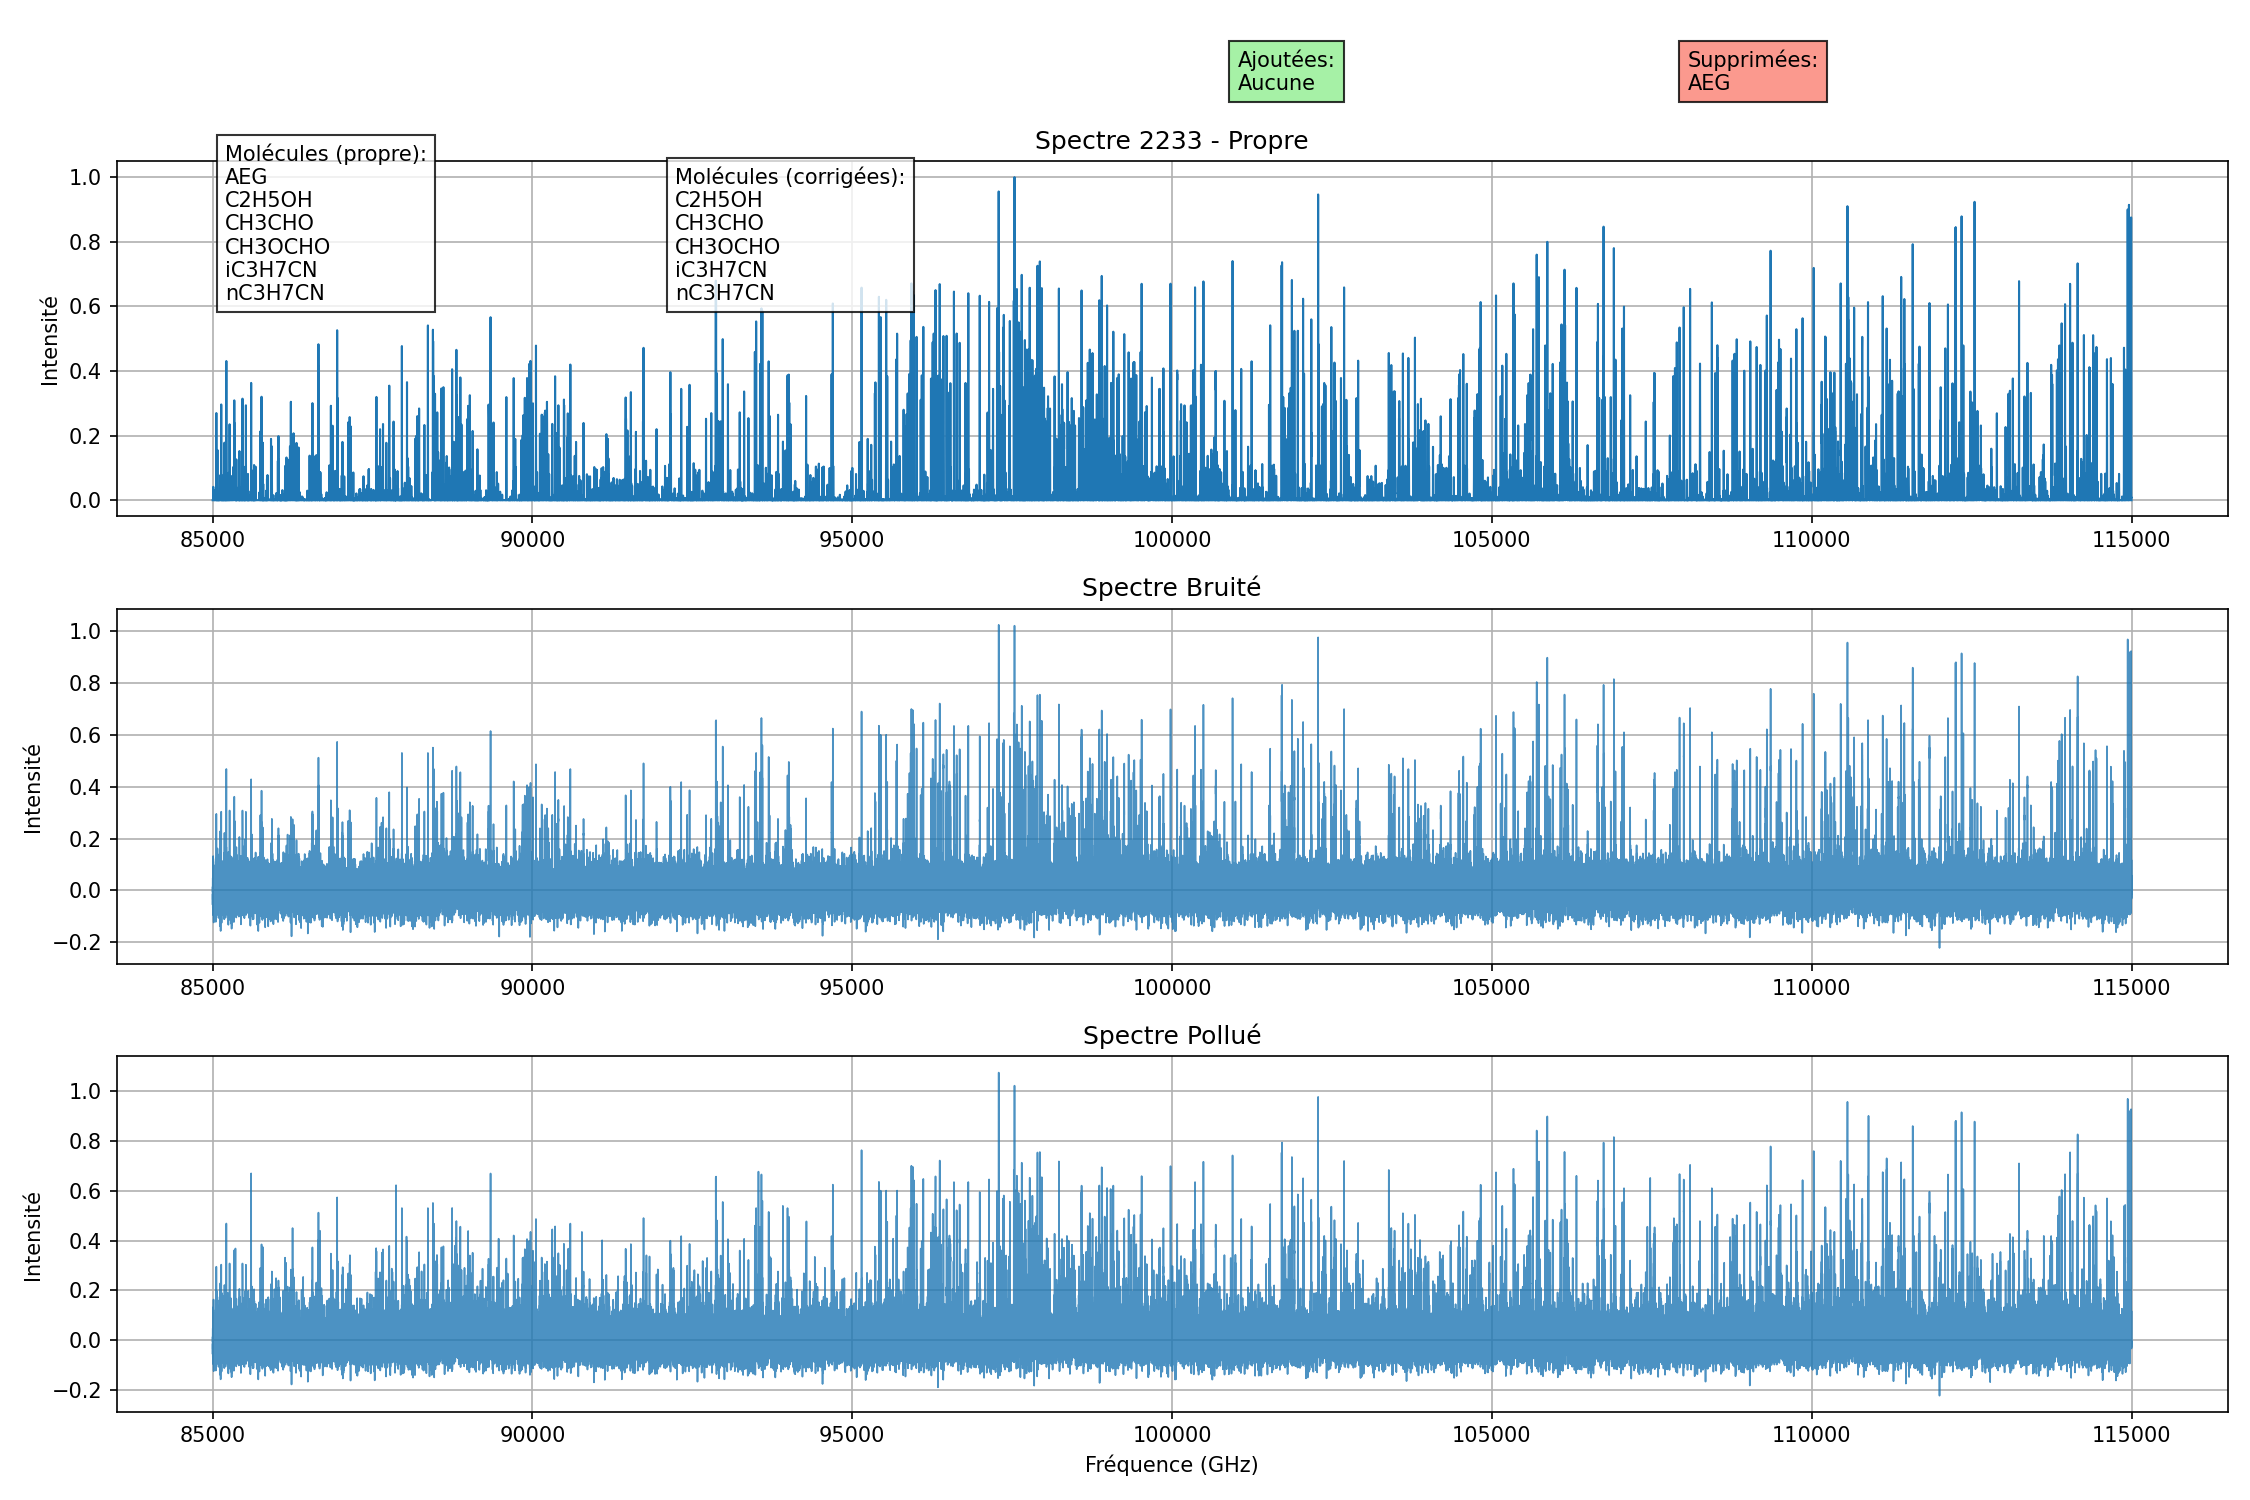 Ajoutées:
Aucune
Supprimées:
AEG
Spectre 2233 - Propre
Molécules (propre):
AEG
C2H5OH
CH3CHO
CH3OCHO
iC3H7CN
nC3H7CN
Molécules (corrigées):
C2H5OH
CH3CHO
CH3OCHO
iC3H7CN
nC3H7CN
Intensité
1.0
0.8
0.6
0.4
0.2
0.0
85000 90000 95000 100000 105000 110000 115000
Spectre Bruité
Intensité
1.0
0.8
0.6
0.4
0.2
0.0
−0.2
85000 90000 95000 100000 105000 110000 115000
Spectre Pollué
Intensité
1.0
0.8
0.6
0.4
0.2
0.0
−0.2
85000 90000 95000 100000 105000 110000 115000
Fréquence (GHz)